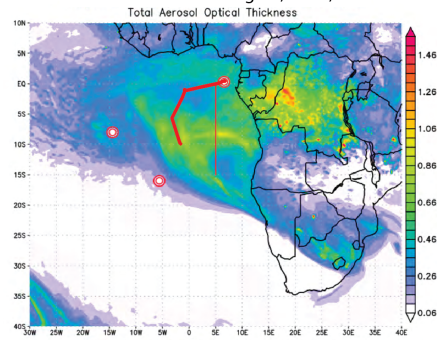 Total Aerosol Optical Thickness
10N
5N
EQ
5S
10S
15S
20S
25S
30S
35S
40S
30W 25W 20W 15W 10W 5W 0 5E 10E 15E 20E 25E 30E 35E 40E
1.46
1.26
1.06
0.86
0.66
0.46
0.26
0.06